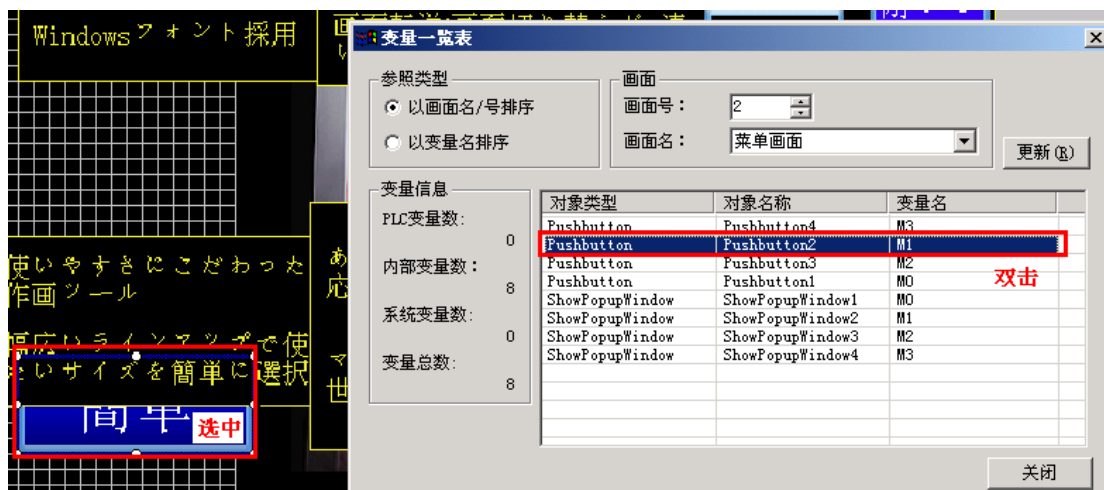 Windowsフォント採用
変量一覧表
参照类型
以画面名/号排序
以变量名排序
画面
画面号：
2
画面名：
菜单画面
更新(R)
变量信息
PLC变量数:
0
内部变量数：
8
系统变量数:
0
变量总数:
8
对象类型 对象名称 变量名
Pushbutton Pushbutton4 M3
Pushbutton Pushbutton2 M1
Pushbutton Pushbutton3 M2
Pushbutton Pushbutton1 M0
ShowPopupWindow ShowPopupWindow1 M0
ShowPopupWindow ShowPopupWindow2 M1
ShowPopupWindow ShowPopupWindow3 M2
ShowPopupWindow ShowPopupWindow4 M3
双击
关闭
使いやすさにこだわった
作画ツール
幅広いラインアップで使
いサイズを簡単に選択
簡単
选中
あ
応
マ
世